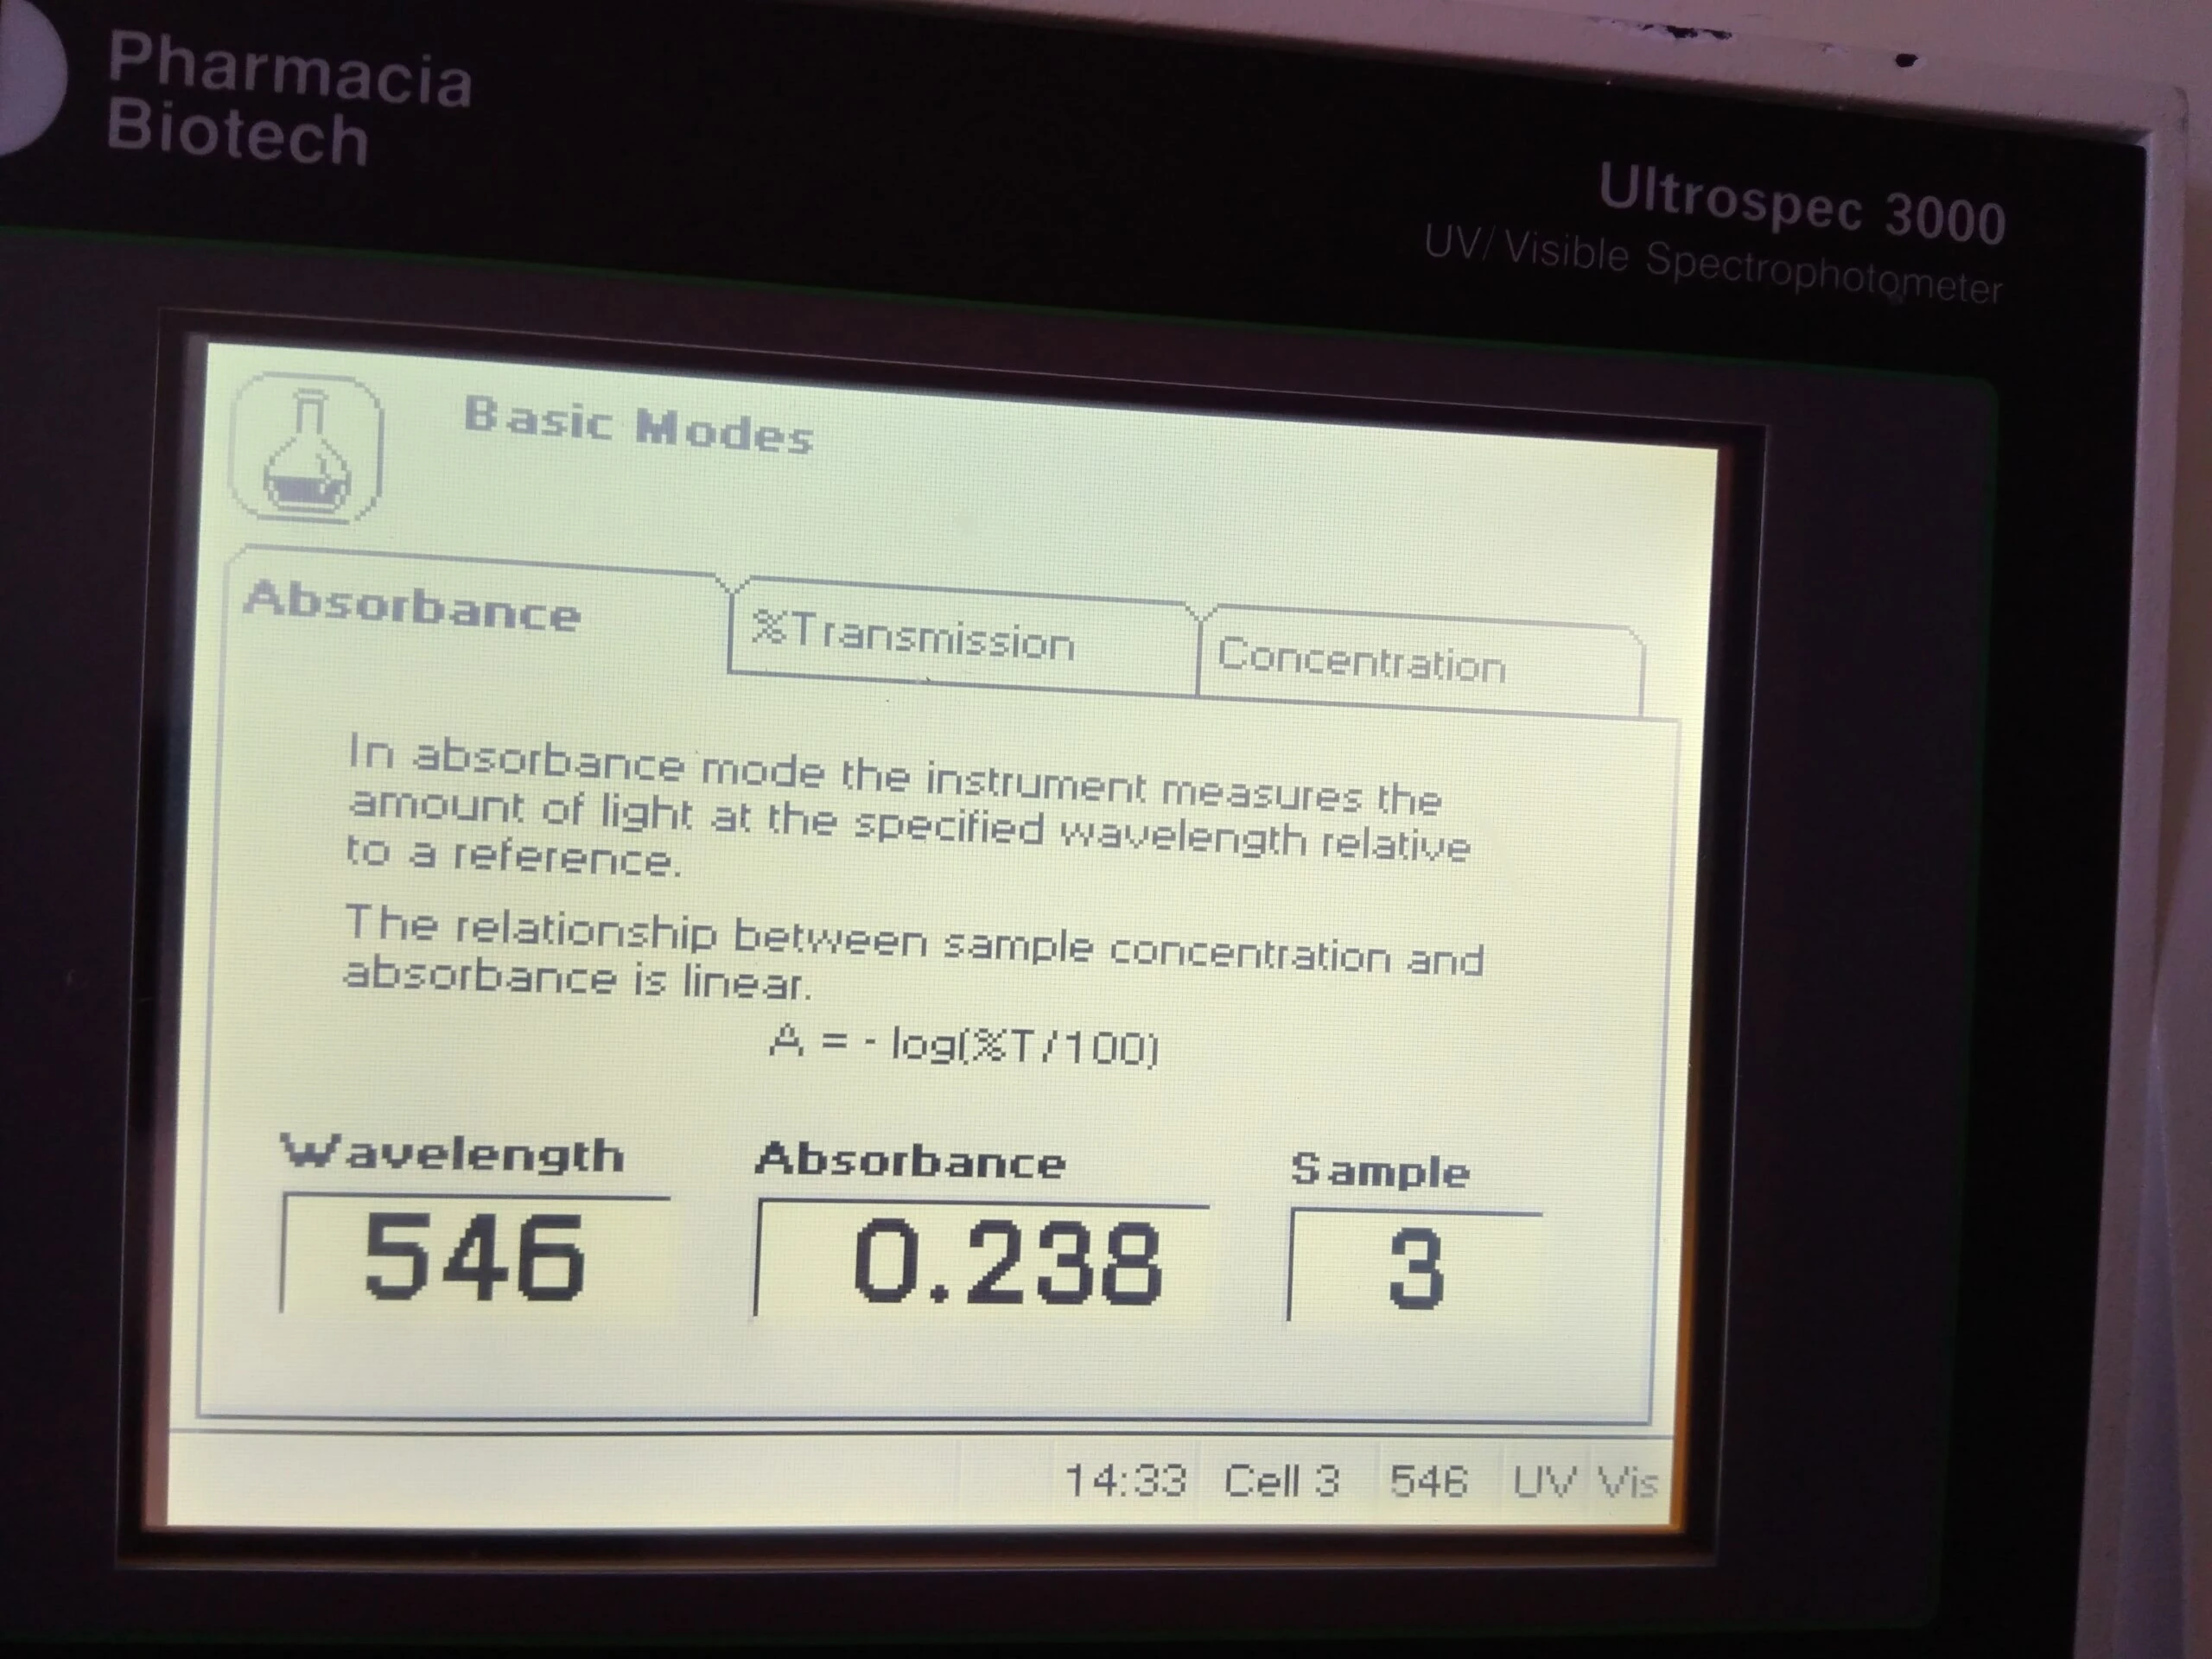 Pharmacia
Biotech
Ultrospec 3000
UV/Visible Spectrophotometer
Basic Modes
Absorbance
%Transmission
Concentration
In absorbance mode the instrument measures the
amount of light at the specified wavelength relative
to a reference.
The relationship between sample concentration and
absorbance is linear.
A = - log(%T/100)
Wavelength
Absorbance
Sample
546
0.238
3
14:33 Cell 3 546 UV Vis